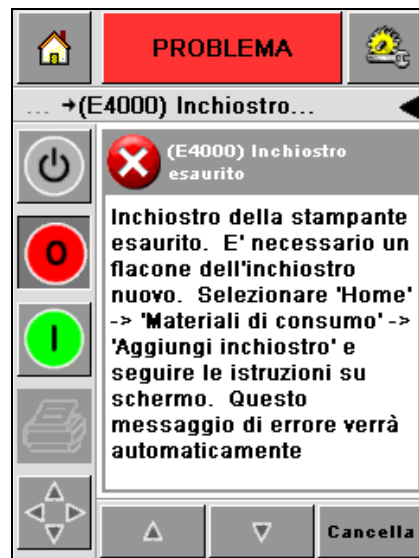 PROBLEMA
... →(E4000) Inchiostro...
(E4000) Inchiostro
esaurito
Inchiostro della stampante
esaurito.  E' necessario un
flacone dell'inchiostro
nuovo.  Selezionare 'Home'
-> 'Materiali di consumo' ->
'Aggiungi inchiostro' e
seguire le istruzioni su
schermo.  Questo
messaggio di errore verrà
automaticamente
O
I
Cancella